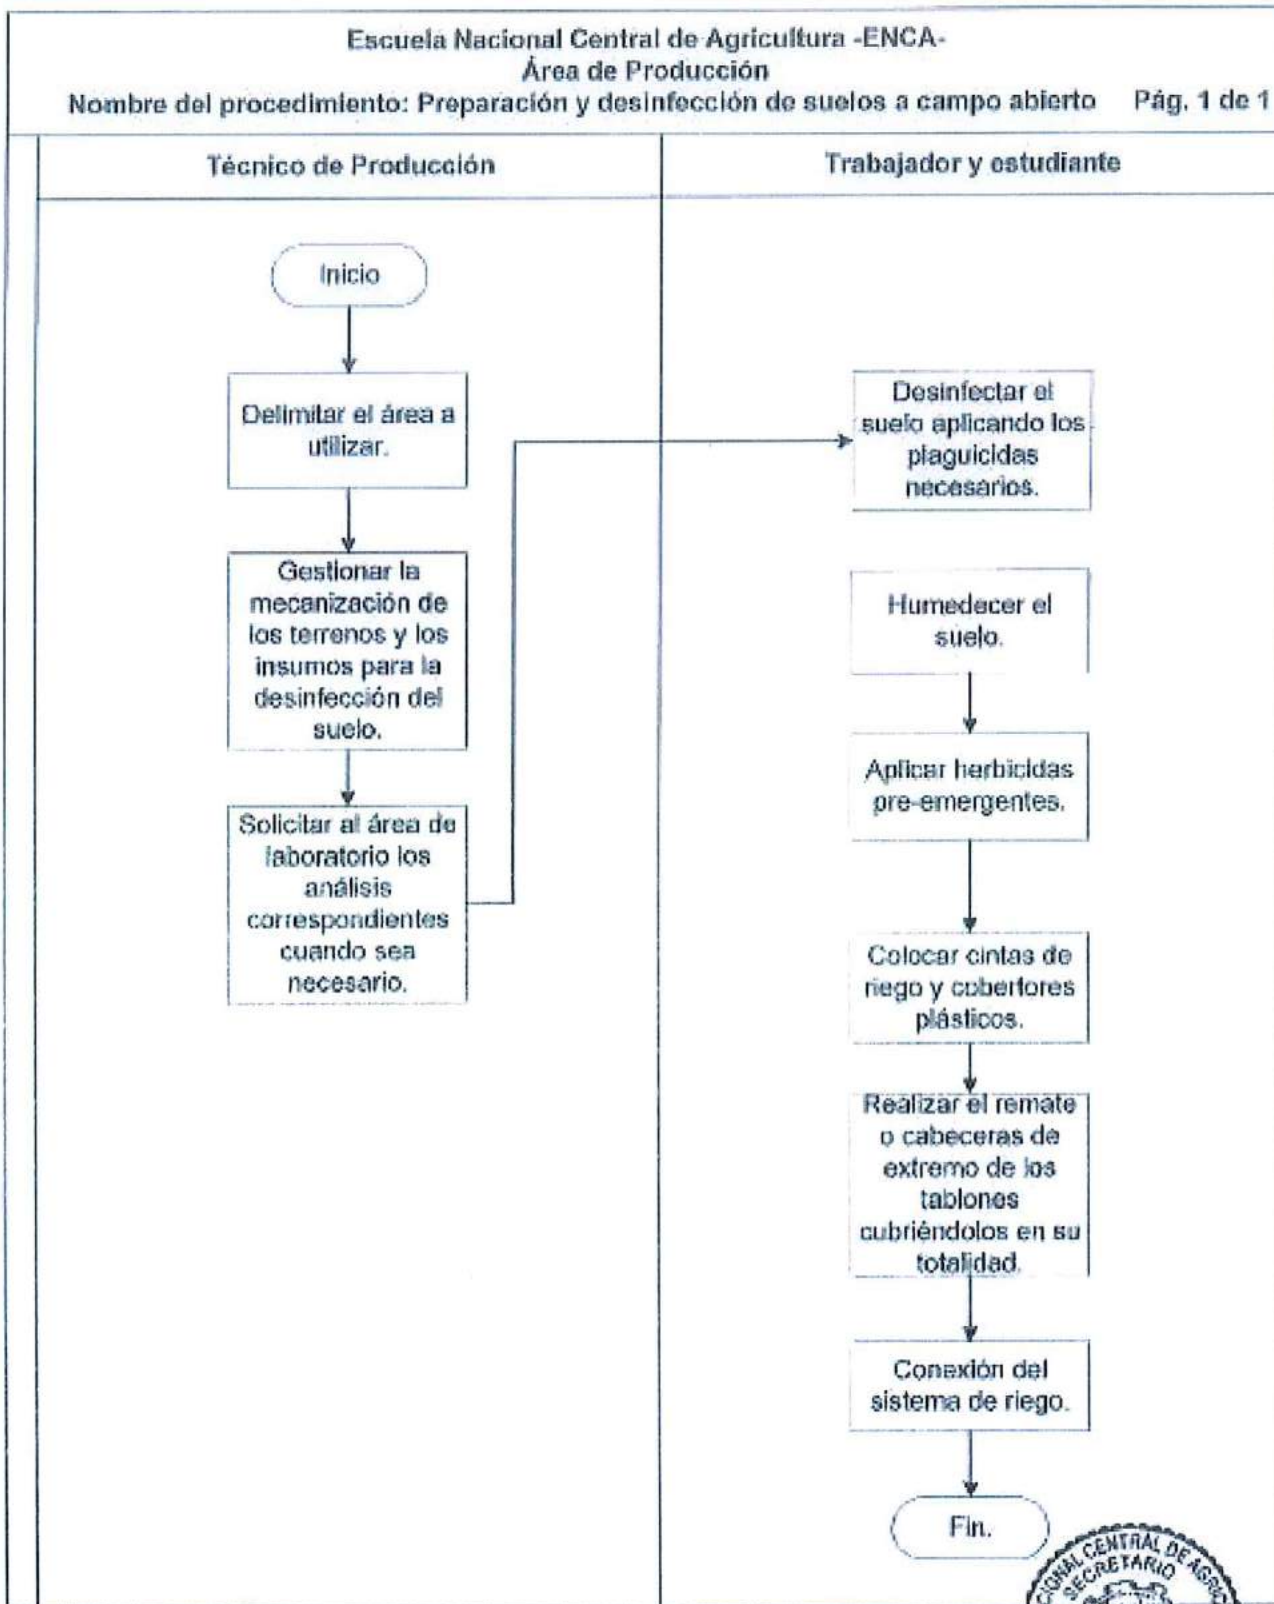 Escuela Nacional Central de Agricultura -ENCA-
Área de Producción
Nombre del procedimiento: Preparación y desinfección de suelos a campo abierto Pág. 1 de 1
Técnico de Producción
Trabajador y estudiante
Inicio
Delimitar el área a
utilizar.
Gestionar la
mecanización de
los terrenos y los
insumos para la
desinfección del
suelo.
Solicitar al área de
laboratorio los
análisis
correspondientes
cuando sea
necesario.
Desinfectar el
suelo aplicando los
plaguicidas
necesarios.
Humedecer el
suelo.
Aplicar herbicidas
pre-emergentes.
Colocar cintas de
riego y cobertores
plásticos.
Realizar el remate
o cabeceras de
extremo de los
tablones
cubriéndolos en su
totalidad.
Conexión del
sistema de riego.
Fin.
CENTRAL DE
SECRETARIO